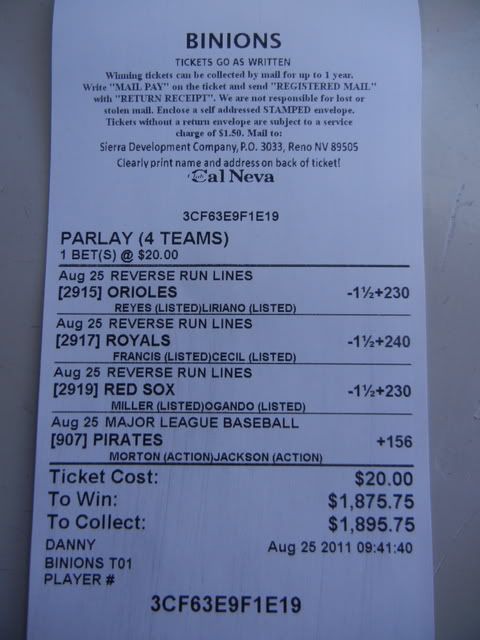 BINIONS
TICKETS GO AS WRITTEN
Winning tickets can be collected by mail for up to 1 year.
Write "MAIL PAY" on the ticket and send "REGISTERED MAIL"
with "RETURN RECEIPT". We are not responsible for lost or
stolen mail. Enclose a self addressed STAMPED envelope.
Tickets without a return envelope are subject to a service
charge of $1.50. Mail to:
Sierra Development Company, P.O. 3033, Reno NV 89505
Clearly print name and address on back of ticket!
Club Cal Neva
3CF63E9F1E19
PARLAY (4 TEAMS)
1 BET(S) @ $20.00
Aug 25 REVERSE RUN LINES
[2915] ORIOLES -1½+230
REYES (LISTED)LIRIANO (LISTED)
Aug 25 REVERSE RUN LINES
[2917] ROYALS -1½+240
FRANCIS (LISTED)CECIL (LISTED)
Aug 25 REVERSE RUN LINES
[2919] RED SOX -1½+230
MILLER (LISTED)OGANDO (LISTED)
Aug 25 MAJOR LEAGUE BASEBALL
[907] PIRATES +156
MORTON (ACTION)JACKSON (ACTION)
Ticket Cost: $20.00
To Win: $1,875.75
To Collect: $1,895.75
DANNY Aug 25 2011 09:41:40
BINIONS T01
PLAYER #
3CF63E9F1E19